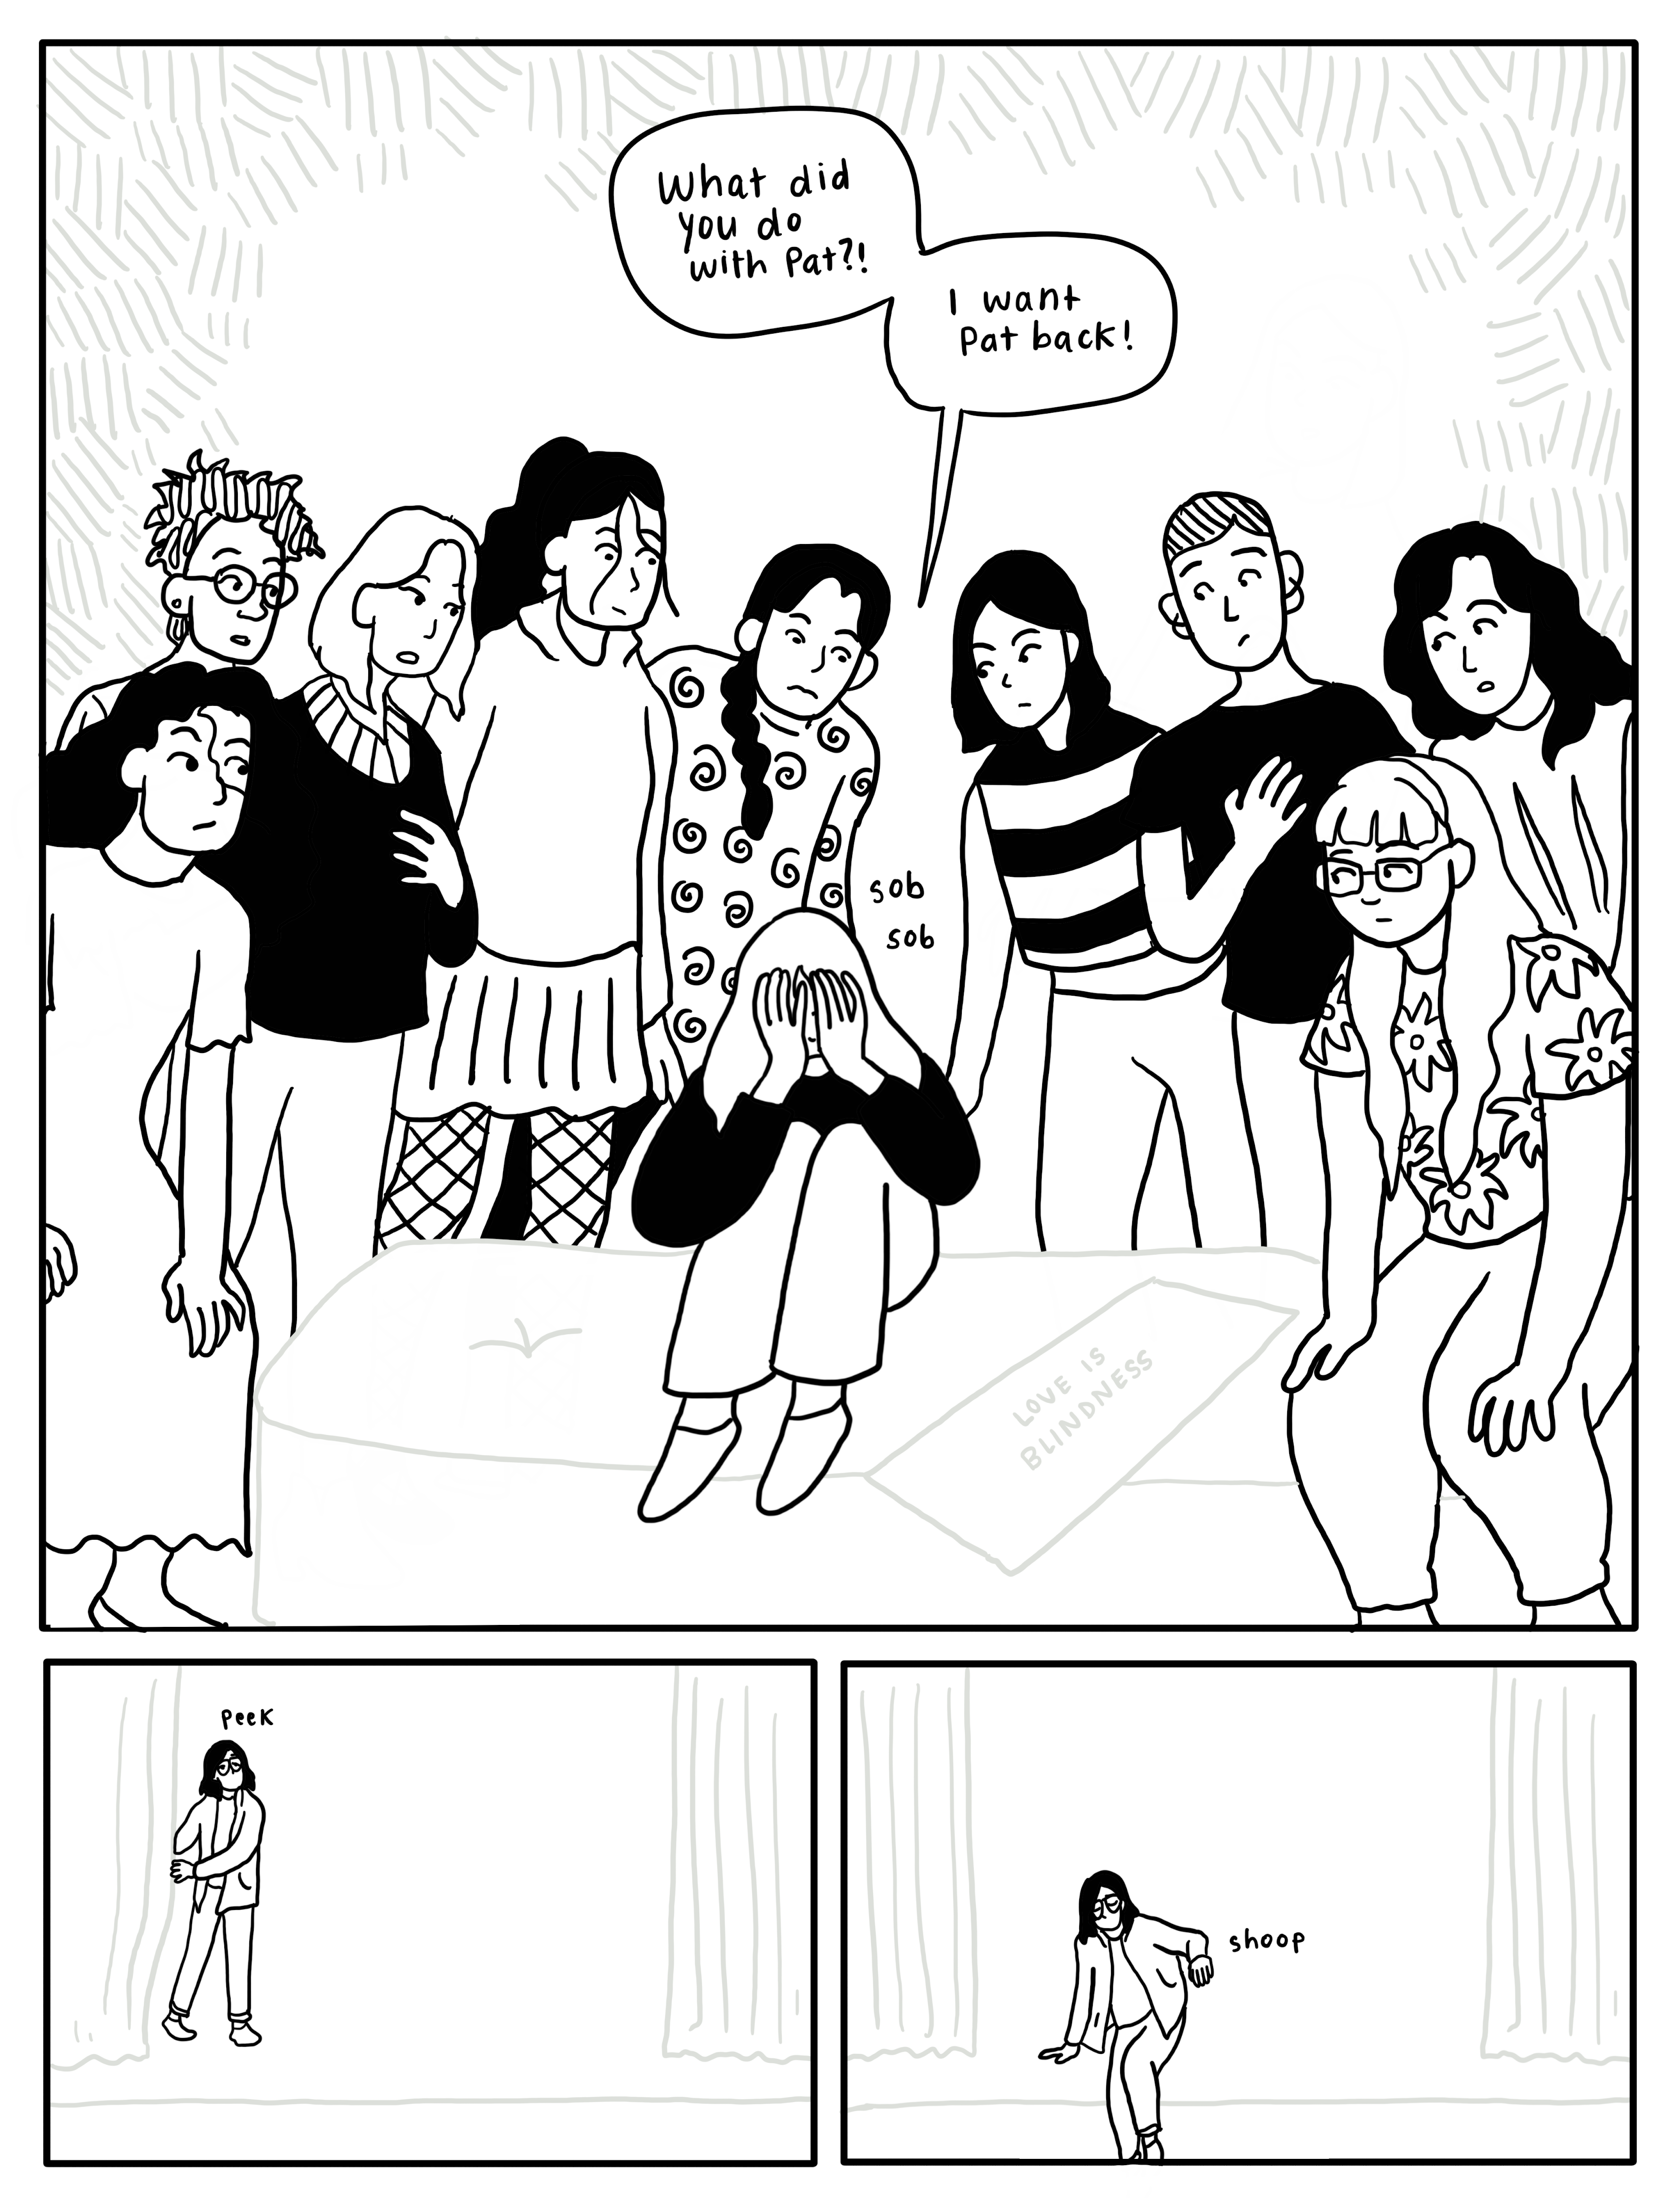 What did
you do
with Pat?!
I want
Pat back!
sob
sob
LOVE IS
BLINDNESS
peek
shoop